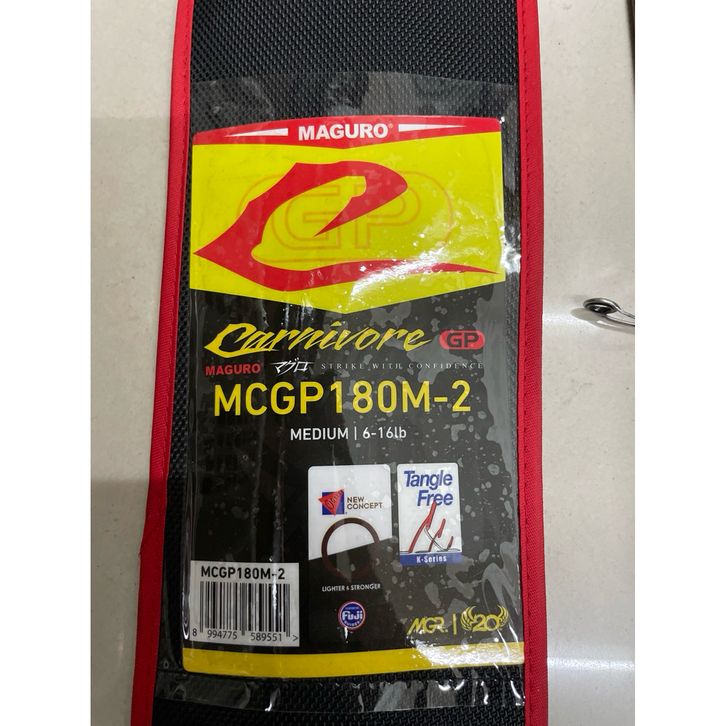 MAGURO®
GP
Carnivore GP
MAGURO マグロ STRIKE WITH CONFIDENCE
MCGP180M-2
MEDIUM | 6-16lb
NEW CONCEPT
Tangle Free
K-Series
LIGHTER & STRONGER
MCGP180M-2
8 994775 589551 >
Fuji
MGR | 20